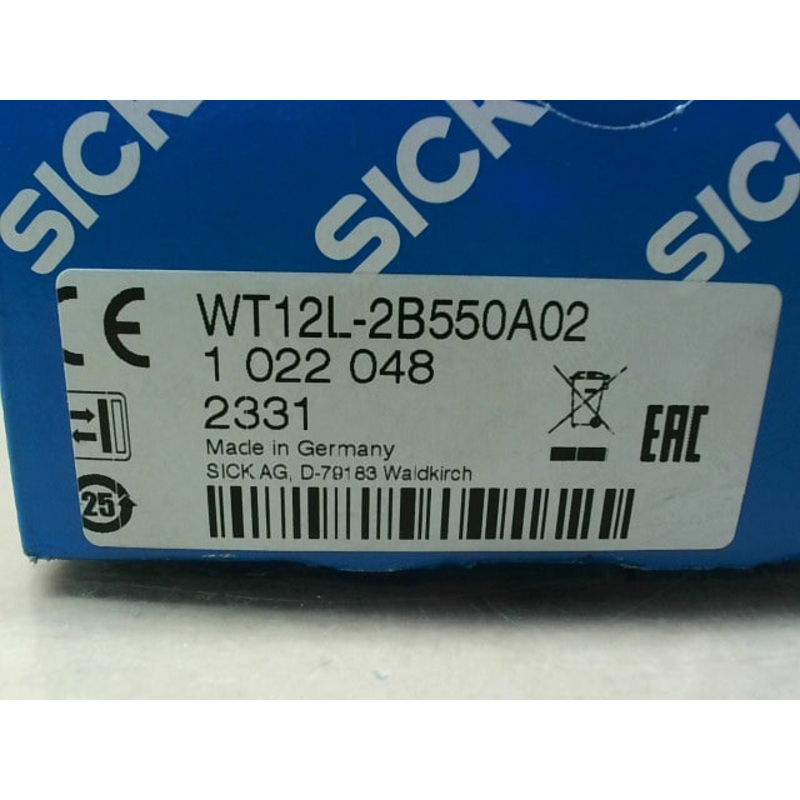 SICK SICK SICK
CE WT12L-2B550A02
1 022 048
2331
Made in Germany
SICK AG, D-79183 Waldkirch
25
EAC